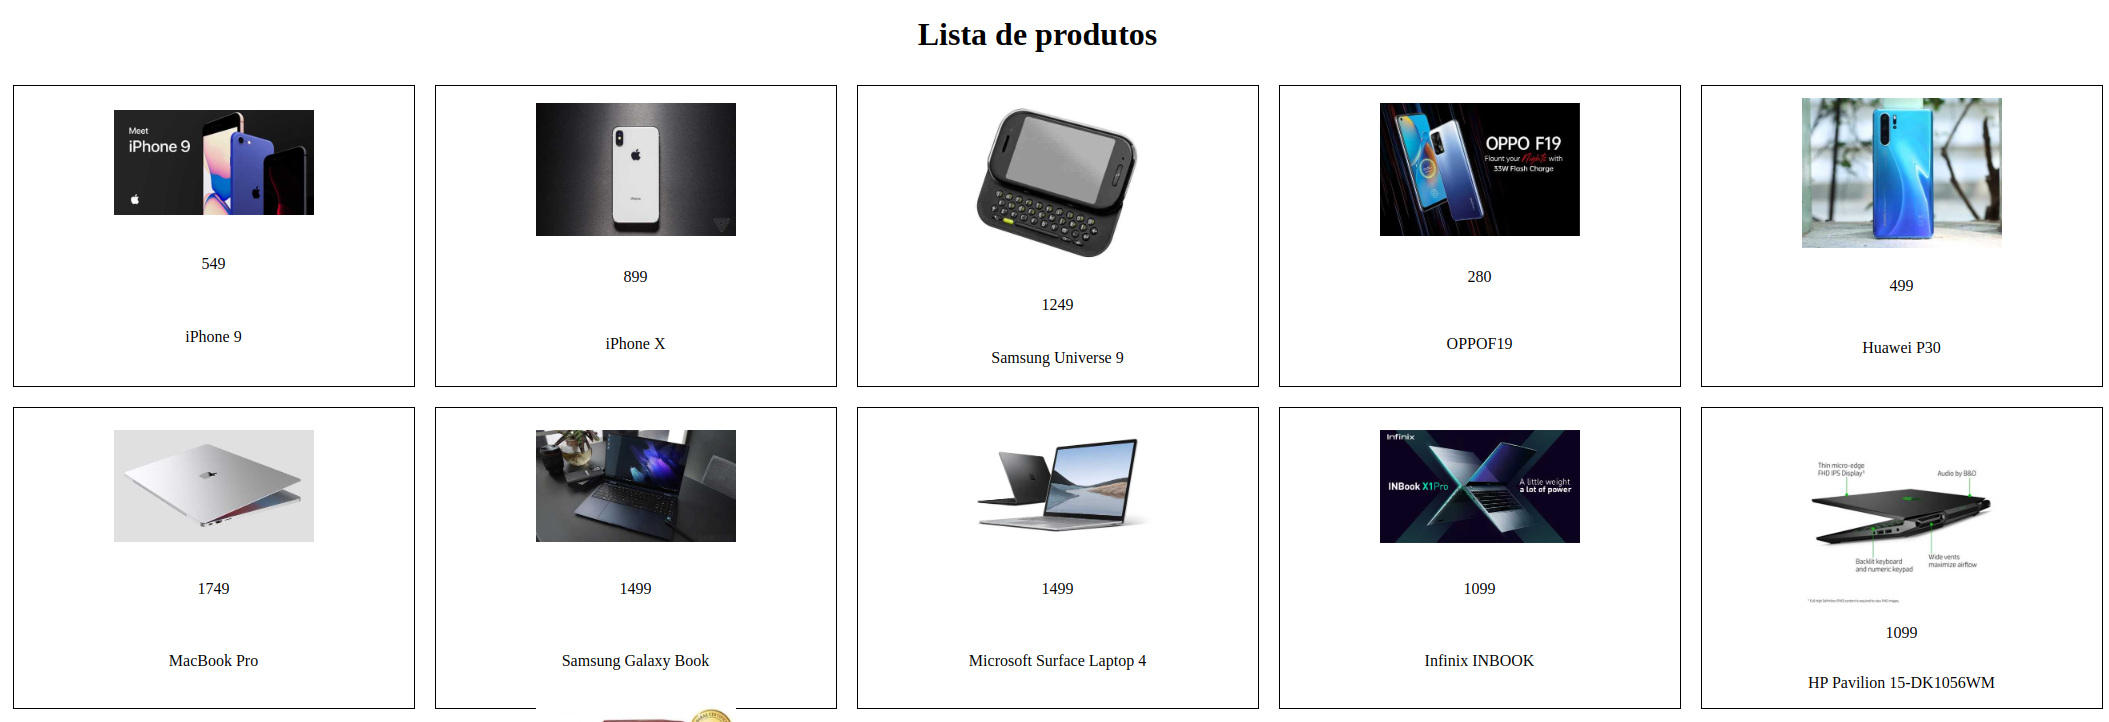 Lista de produtos
Meet
iPhone 9
549
iPhone 9
899
iPhone X
1249
Samsung Universe 9
OPPO F19
Flaunt your Nights with
33W Flash Charge
280
OPPOF19
499
Huawei P30
1749
MacBook Pro
1499
Samsung Galaxy Book
1499
Microsoft Surface Laptop 4
Infinix
INBook X1Pro
A little weight
a lot of power
1099
Infinix INBOOK
Thin micro-edge
FHD IPS Display¹
Audio by B&O
Backlit keyboard
and numeric keypad
Wide vents
maximize airflow
1099
HP Pavilion 15-DK1056WM